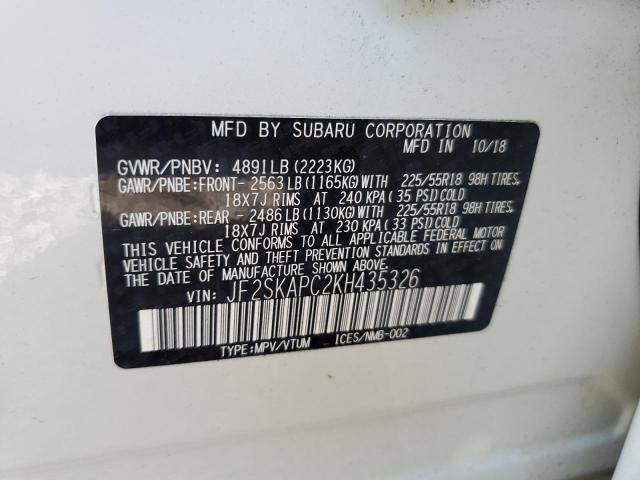 MFD BY SUBARU CORPORATION
MFD IN 10/18
GVWR/PNBV: 4891LB (2223KG)
GAWR/PNBE:FRONT- 2563LB (1165KG) WITH 225/55R18 98H TIRES,
18X7J RIMS AT 240 KPA (35 PSI) COLD
GAWR/PNBE:REAR - 2486LB (1130KG) WITH 225/55R18 98H TIRES,
18X7J RIMS AT 230 KPA (33 PSI) COLD
THIS VEHICLE CONFORMS TO ALL APPLICABLE FEDERAL MOTOR
VEHICLE SAFETY AND THEFT PREVENTION STANDARDS IN EFFECT
ON THE DATE OF MANUFACTURE SHOWN ABOVE.
VIN: JF2SKAPC2KH435326
TYPE:MPV/VTUM ICES/NMB-002